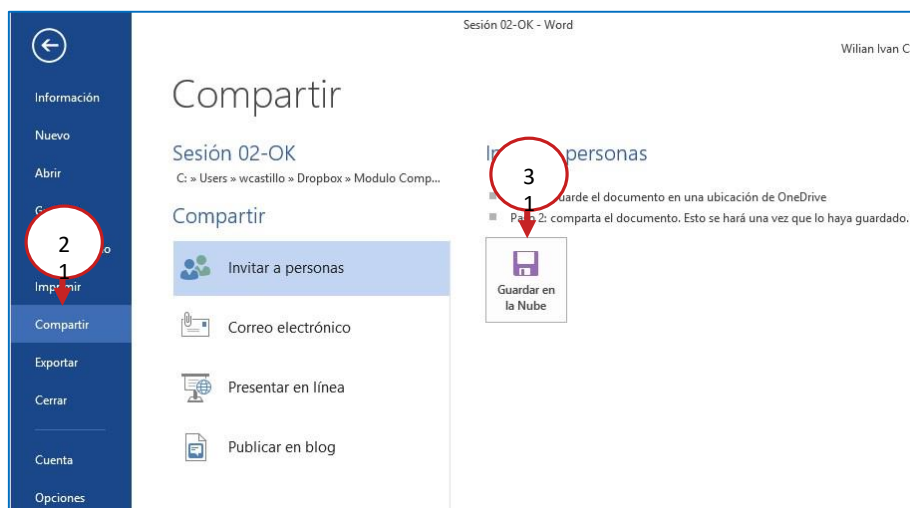 Sesión 02-OK - Word
Wilian Ivan C
Información
Nuevo
Abrir
G
o
Imprimir
Compartir
Exportar
Cerrar
Cuenta
Opciones
2
1
Compartir
Sesión 02-OK
C: » Users » wcastillo » Dropbox » Modulo Comp...
Compartir
Invitar a personas
Correo electrónico
Presentar en línea
Publicar en blog
personas
3
1
uarde el documento en una ubicación de OneDrive
2: comparta el documento. Esto se hará una vez que lo haya guardado.
Guardar en
la Nube